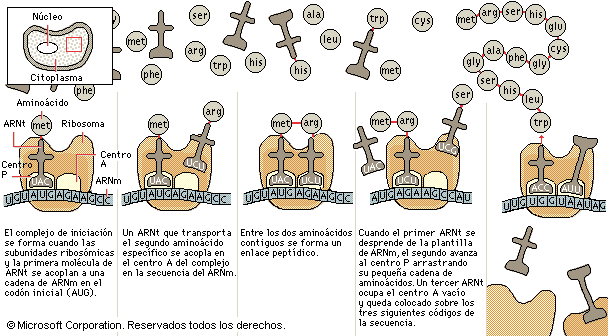 Núcleo
Citoplasma
phe
met
phe
arg
ser
trp
his
his
ala
leu
trp
met
cys
met arg ser his glu
cys
gly ala phe gly
ser his leu
trp
Aminoácido
ARNt
met
Ribosoma
Centro P
Centro A
ARNm
UAC
UGUAUGAGAAGCC
met
arg
UAC
UCU
UGUAUGAGAAGCC
met arg
UAC
UCU
UGUAUGAGAAGCC
met arg
ser
UAC
UCU
UCG
ACC
AUU
El complejo de iniciación
se forma cuando las
subunidades ribosómicas
y la primera molécula de
ARNt se acoplan a una
cadena de ARNm en el
codón inicial (AUG).
Un ARNt que transporta
el segundo aminoácido
específico se acopla en
el centro A del complejo
en la secuencia del ARNm.
Entre los dos aminoácidos
contiguos se forma un
enlace peptídico.
Cuando el primer ARNt se
desprende de la plantilla
de ARNm, el segundo avanza
al centro P arrastrando
su pequeña cadena de
aminoácidos. Un tercer ARNt
ocupa el centro A vacío
y queda colocado sobre los
tres siguientes códigos de
la secuencia.
© Microsoft Corporation. Reservados todos los derechos.